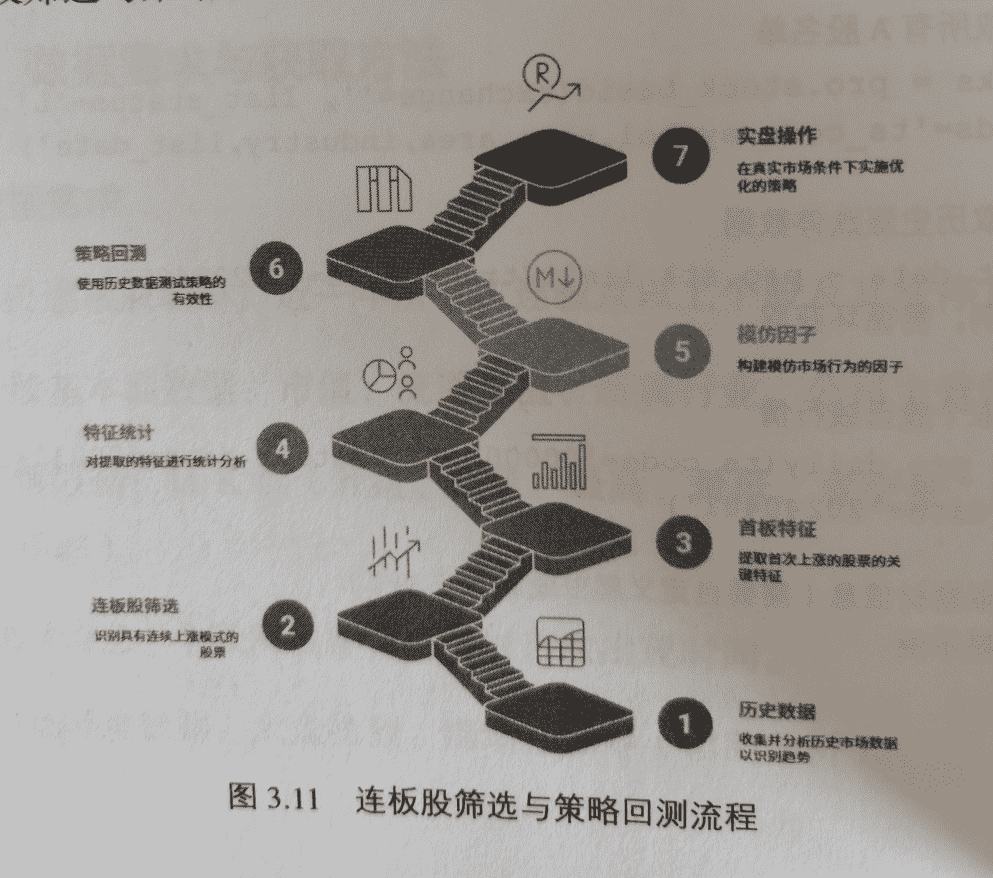 7
实盘操作
在真实市场条件下实施优
化的策略
策略回测
6
使用历史数据测试策略的
有效性
M↓
5
模仿因子
构建模仿市场行为的因子
特征统计
4
对提取的特征进行统计分析
3
首板特征
提取首次上涨的股票的关
键特征
连板股筛选
2
识别具有连续上涨模式的
股票
1
历史数据
收集并分析历史市场数据
以识别趋势
图 3.11 连板股筛选与策略回测流程
R